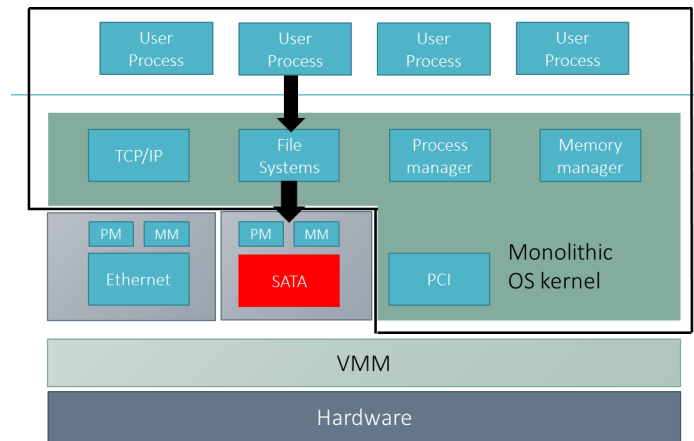 User
Process
User
Process
User
Process
User
Process
TCP/IP
File
Systems
Process
manager
Memory
manager
PM
MM
Ethernet
PM
MM
SATA
PCI
Monolithic
OS kernel
VMM
Hardware